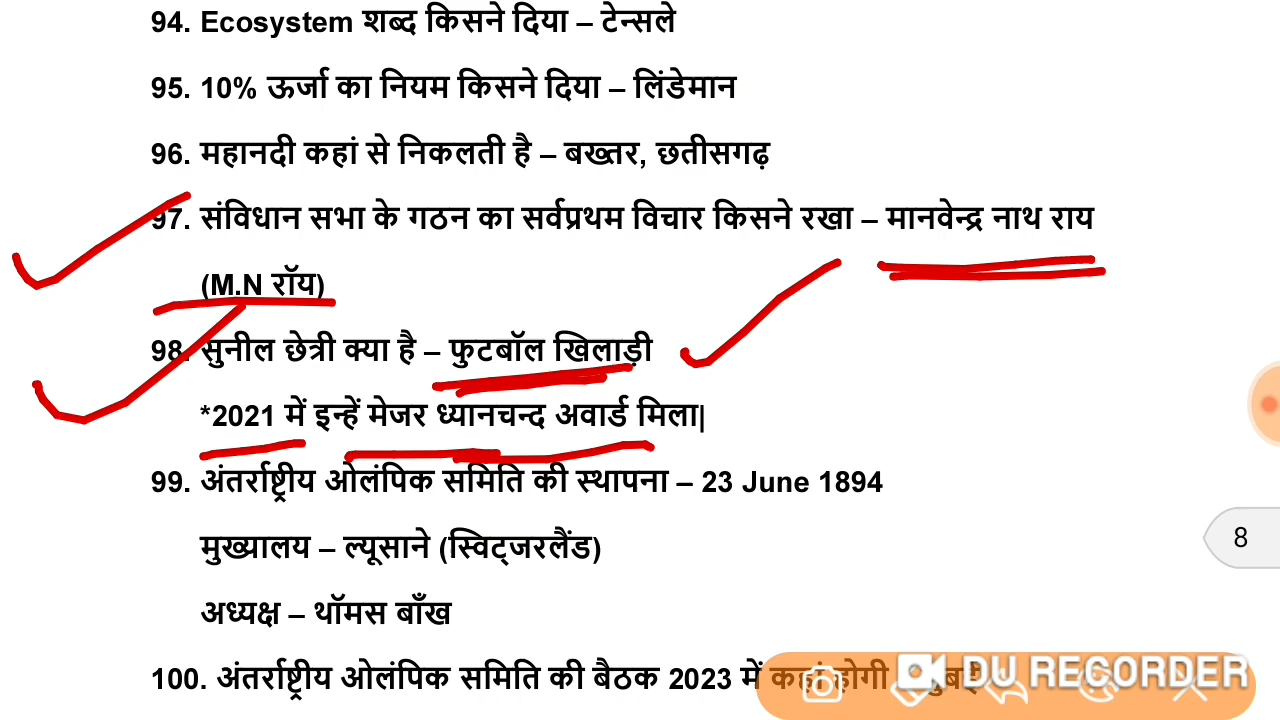 94. Ecosystem शब्द किसने दिया – टेन्सले
95. 10% ऊर्जा का नियम किसने दिया – लिंडेमान
96. महानदी कहां से निकलती है – बख्तर, छतीसगढ़
97. संविधान सभा के गठन का सर्वप्रथम विचार किसने रखा – मानवेन्द्र नाथ राय
(M.N रॉय)
98. सुनील छेत्री क्या है – फुटबॉल खिलाड़ी
*2021 में इन्हें मेजर ध्यानचन्द अवार्ड मिला|
99. अंतर्राष्ट्रीय ओलंपिक समिति की स्थापना – 23 June 1894
8
मुख्यालय – ल्यूसाने (स्विट्जरलैंड)
अध्यक्ष – थॉमस बाँख
100. अंतर्राष्ट्रीय ओलंपिक समिति की बैठक 2023 में कहां होगी
DU RECORDER